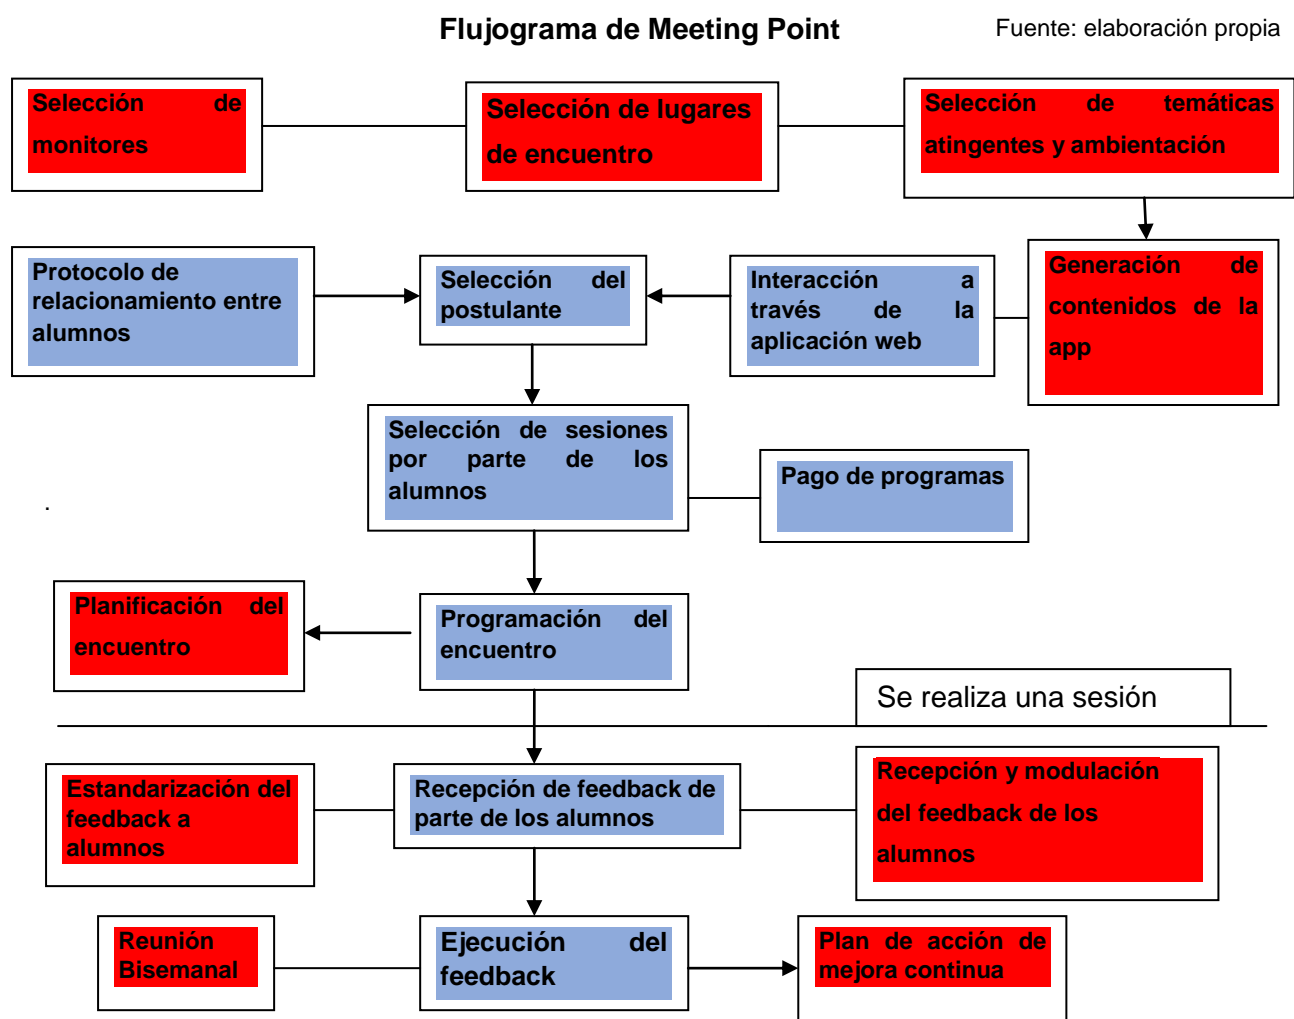 Flujograma de Meeting Point
Fuente: elaboración propia
Selección de
monitores
Selección de lugares
de encuentro
Selección de temáticas
atingentes y ambientación
Protocolo de
relacionamiento entre
alumnos
Selección del
postulante
Interacción a
través de la
aplicación web
Generación de
contenidos de la
app
Selección de sesiones
por parte de los
alumnos
Pago de programas
.
Planificación del
encuentro
Programación del
encuentro
Se realiza una sesión
Estandarización del
feedback a
alumnos
Recepción de feedback de
parte de los alumnos
Recepción y modulación
del feedback de los
alumnos
Reunión
Bisemanal
Ejecución del
feedback
Plan de acción de
mejora continua